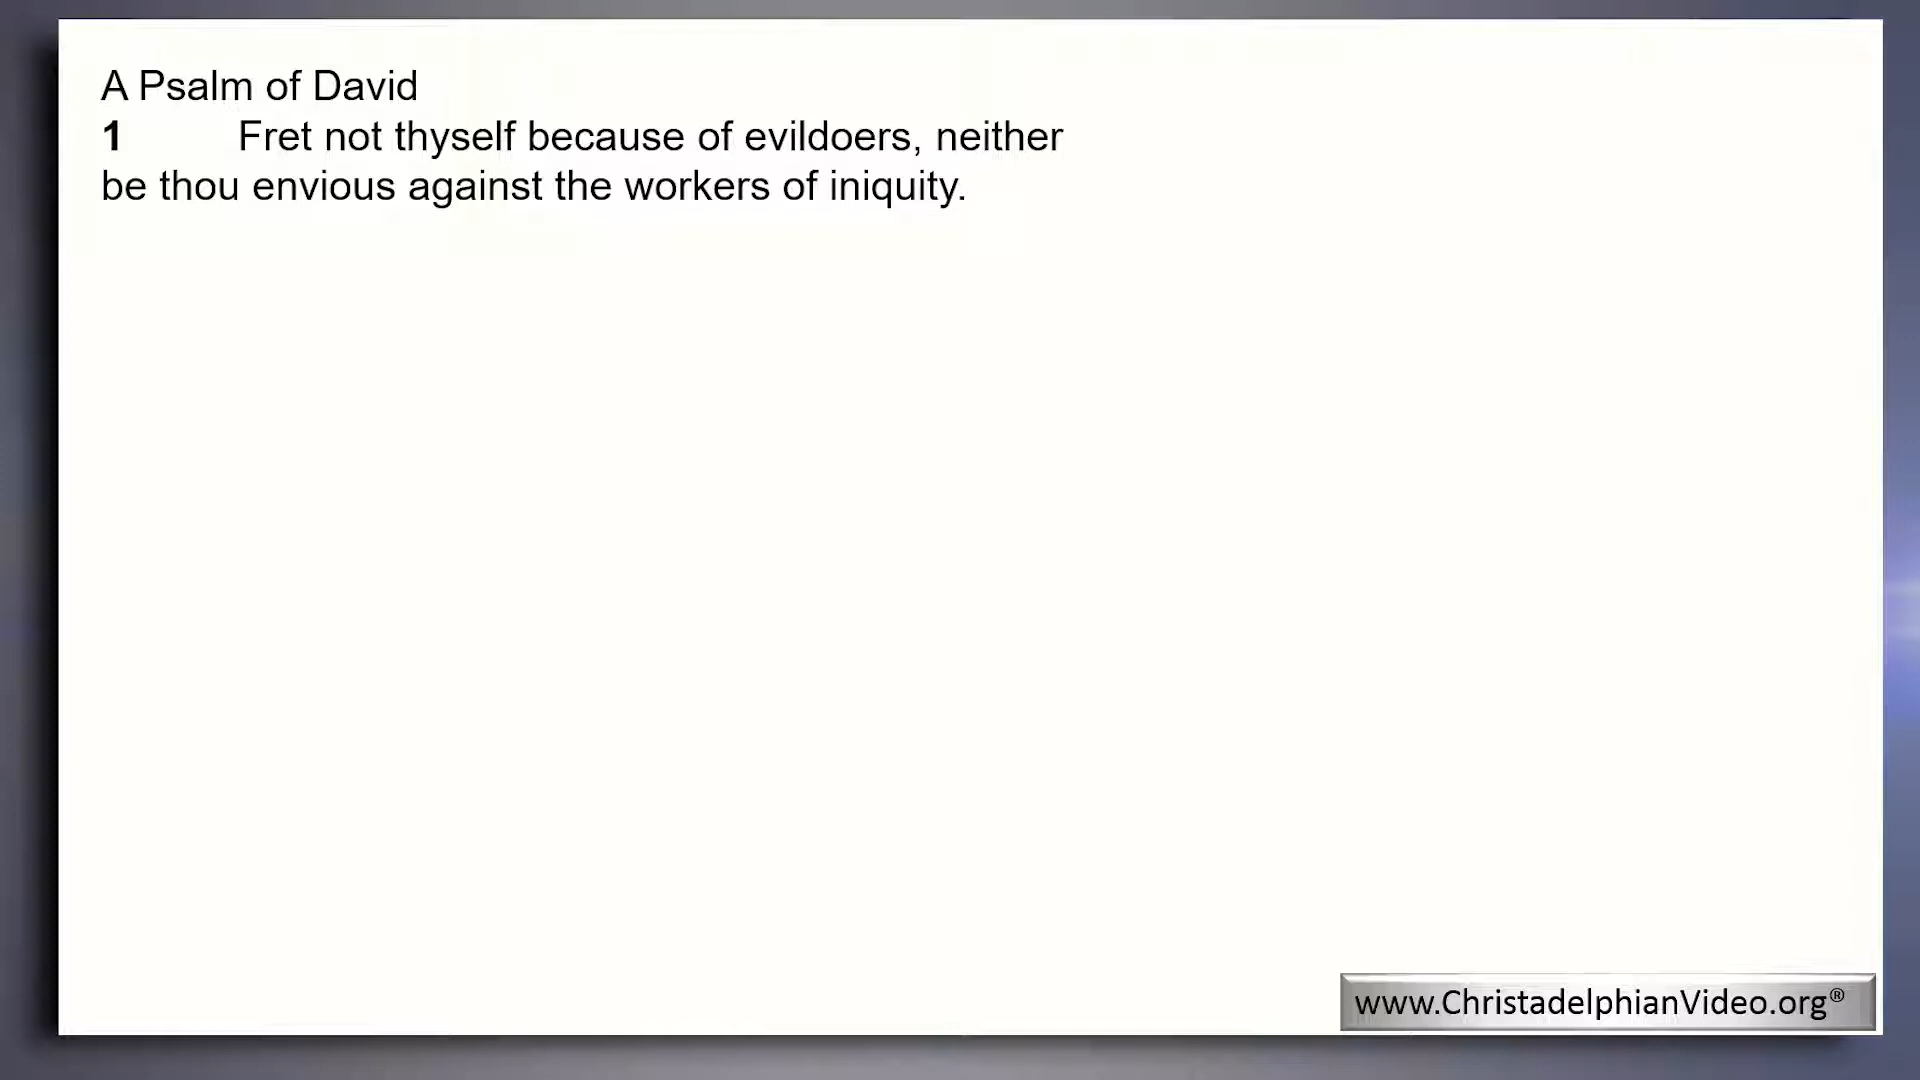 A Psalm of David
1 Fret not thyself because of evildoers, neither
be thou envious against the workers of iniquity.
www.ChristadelphianVideo.org®